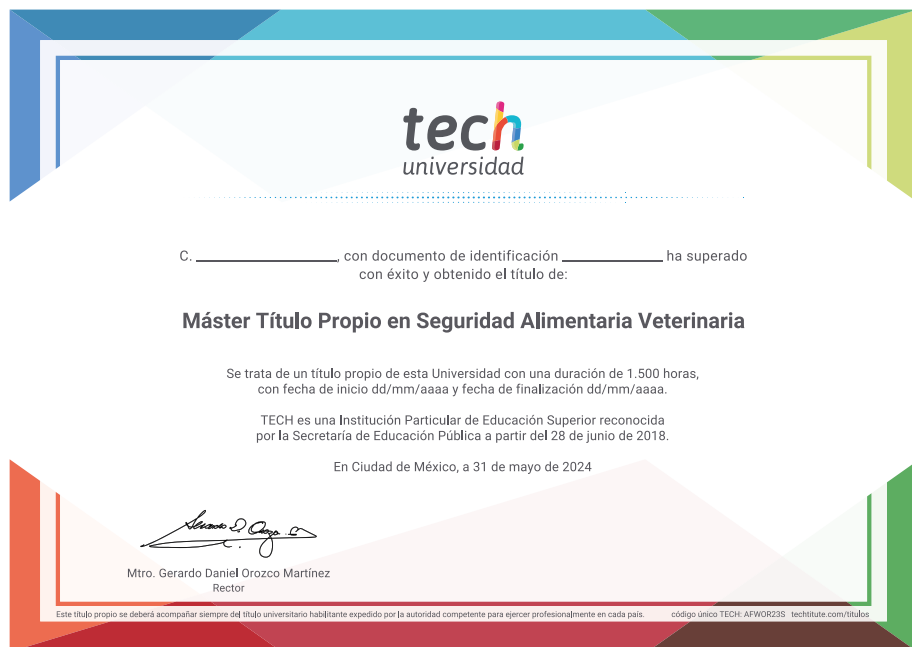 tech
universidad
C. __________________, con documento de identificación _____________ ha superado
con éxito y obtenido el título de:
Máster Título Propio en Seguridad Alimentaria Veterinaria
Se trata de un título propio de esta Universidad con una duración de 1.500 horas,
con fecha de inicio dd/mm/aaaa y fecha de finalización dd/mm/aaaa.
TECH es una Institución Particular de Educación Superior reconocida
por la Secretaría de Educación Pública a partir del 28 de junio de 2018.
En Ciudad de México, a 31 de mayo de 2024
Mtro. Gerardo Daniel Orozco Martínez
Rector
Este título propio se deberá acompañar siempre del título universitario habilitante expedido por la autoridad competente para ejercer profesionalmente en cada país. código único TECH: AFWOR23S techtitute.com/titulos